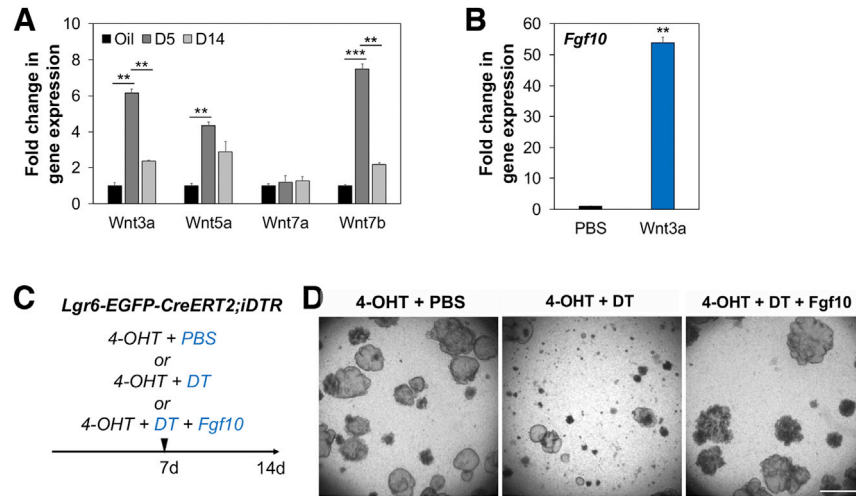 A
Fold change in
gene expression
10
8
6
4
2
0
Oil D5 D14
** ** ** *** **
Wnt3a Wnt5a Wnt7a Wnt7b
B
Fold change in
gene expression
60
50
40
30
20
10
0
Fgf10
**
PBS Wnt3a
C
Lgr6-EGFP-CreERT2;iDTR
4-OHT + PBS
or
4-OHT + DT
or
4-OHT + DT + Fgf10
7d 14d
D
4-OHT + PBS 4-OHT + DT 4-OHT + DT + Fgf10